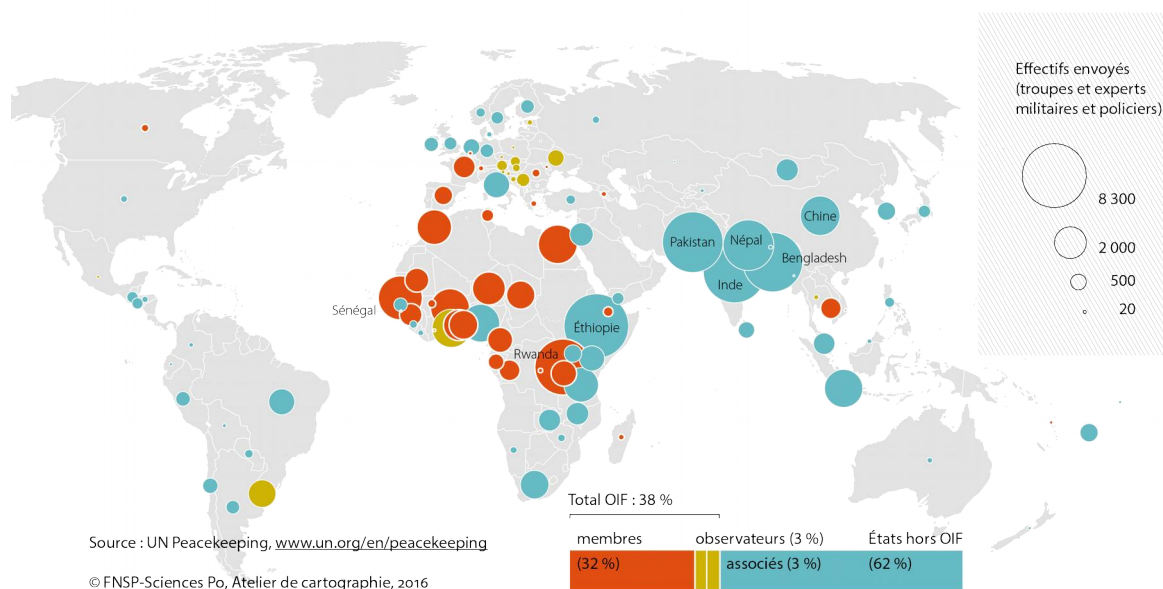 Effectifs envoyés
(troupes et experts
militaires et policiers)
8 300
2 000
500
20
Chine
Pakistan
Népal
Bengladesh
Inde
Sénégal
Éthiopie
Rwanda
Total OIF : 38 %
membres
observateurs (3 %)
États hors OIF
(32 %)
associés (3 %)
(62 %)
Source : UN Peacekeeping, www.un.org/en/peacekeeping
© FNSP-Sciences Po, Atelier de cartographie, 2016